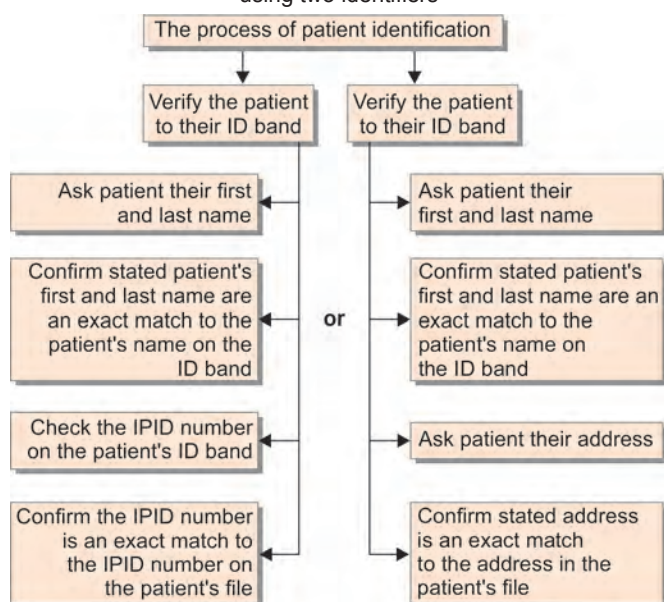 using two identifiers
The process of patient identification
Verify the patient
to their ID band
Verify the patient
to their ID band
Ask patient their first
and last name
Ask patient their
first and last name
Confirm stated patient's
first and last name are
an exact match to the
patient's name on the
ID band
or
Confirm stated patient's
first and last name are an
exact match to the
patient's name on
the ID band
Check the IPID number
on the patient's ID band
Ask patient their address
Confirm the IPID number
is an exact match to
the IPID number on
the patient's file
Confirm stated address
is an exact match
to the address in the
patient's file